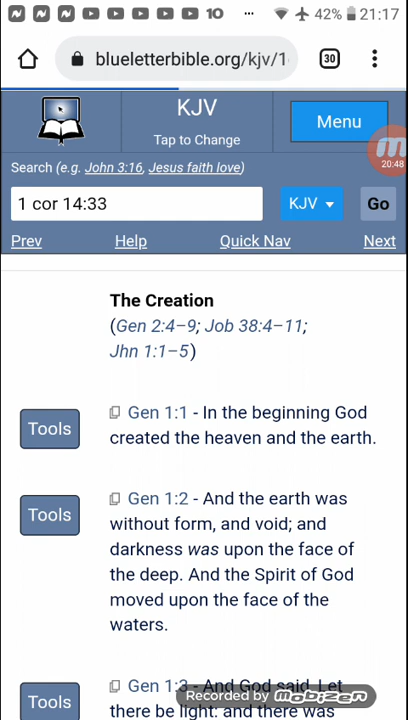 10 ... 42% 21:17
blueletterbible.org/kjv/1 30
KJV
Tap to Change
Menu
20:48
Search (e.g. John 3:16, Jesus faith love)
1 cor 14:33 KJV Go
Prev Help Quick Nav Next
The Creation
(Gen 2:4–9; Job 38:4–11;
Jhn 1:1–5)
Tools
Gen 1:1 - In the beginning God
created the heaven and the earth.
Tools
Gen 1:2 - And the earth was
without form, and void; and
darkness was upon the face of
the deep. And the Spirit of God
moved upon the face of the
waters.
Tools
Gen 1:3 - And God said, Let
there be light: and there was
Recorded by mobizen